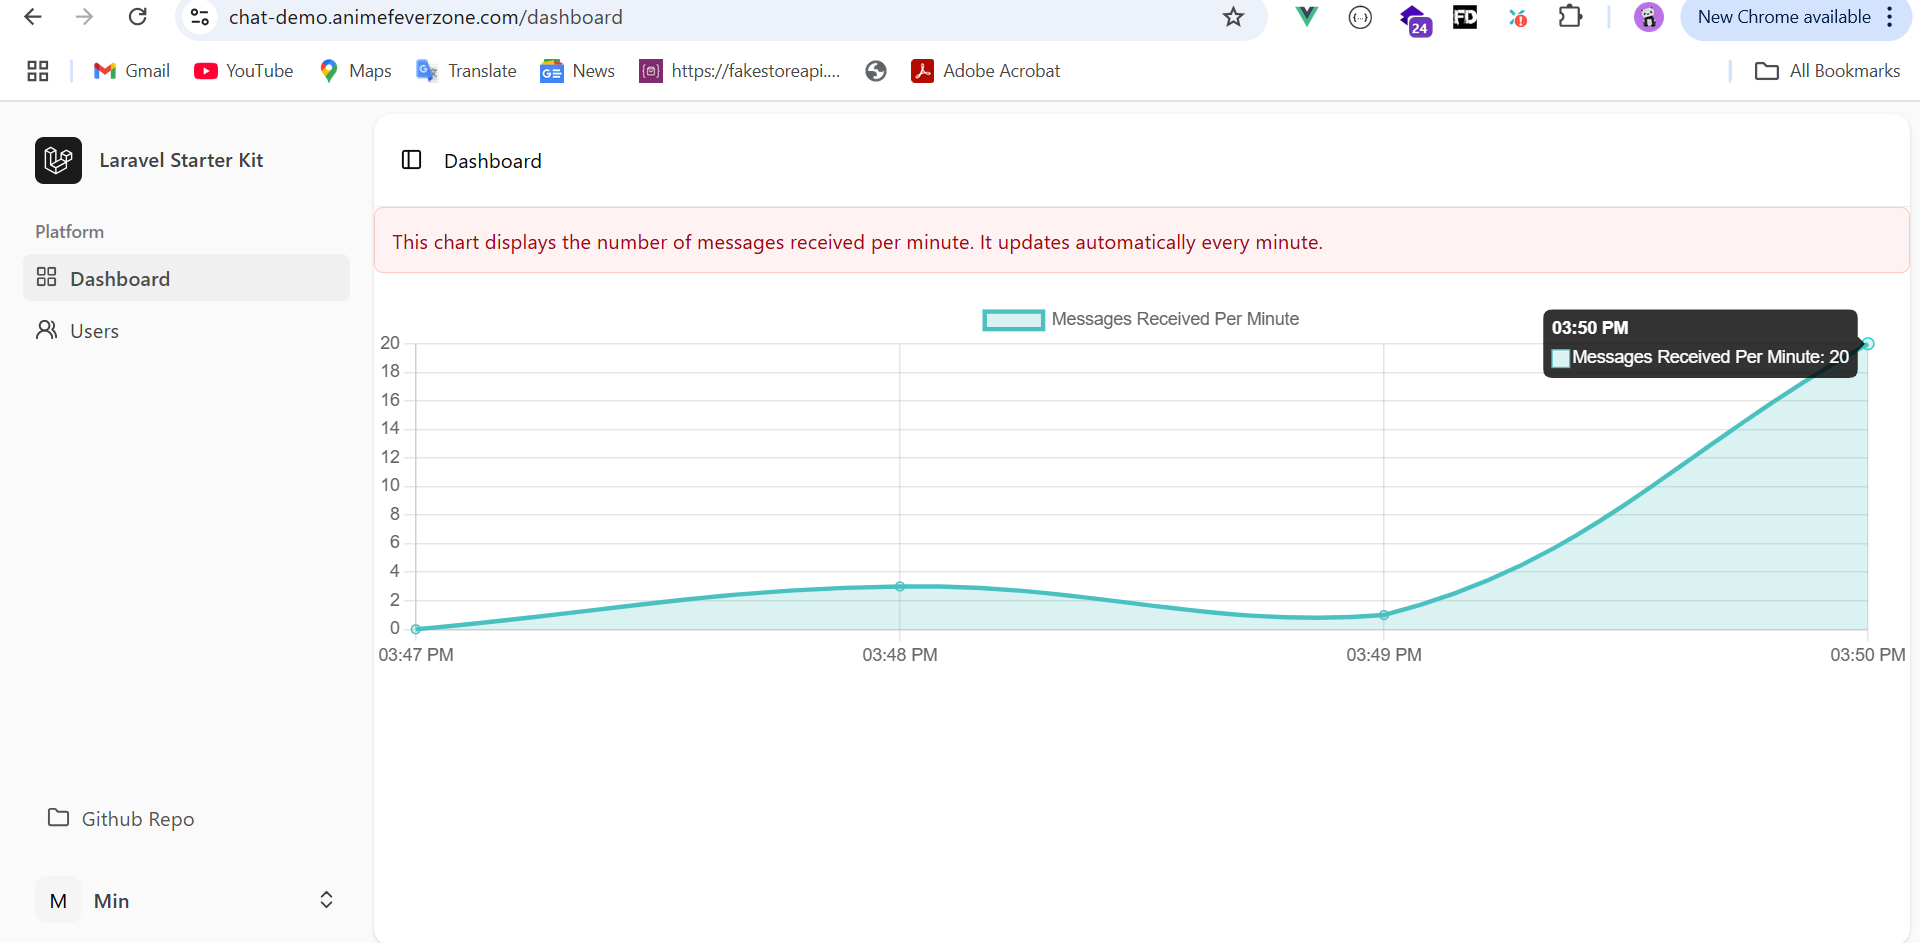 chat-demo.animefeverzone.com/dashboard
24
FD
New Chrome available
Gmail
YouTube
Maps
Translate
News
https://fakestoreapi....
Adobe Acrobat
All Bookmarks
Laravel Starter Kit
Platform
Dashboard
Users
Github Repo
M
Min
Dashboard
This chart displays the number of messages received per minute. It updates automatically every minute.
Messages Received Per Minute
03:50 PM
Messages Received Per Minute: 20
20
18
16
14
12
10
8
6
4
2
0
03:47 PM
03:48 PM
03:49 PM
03:50 PM